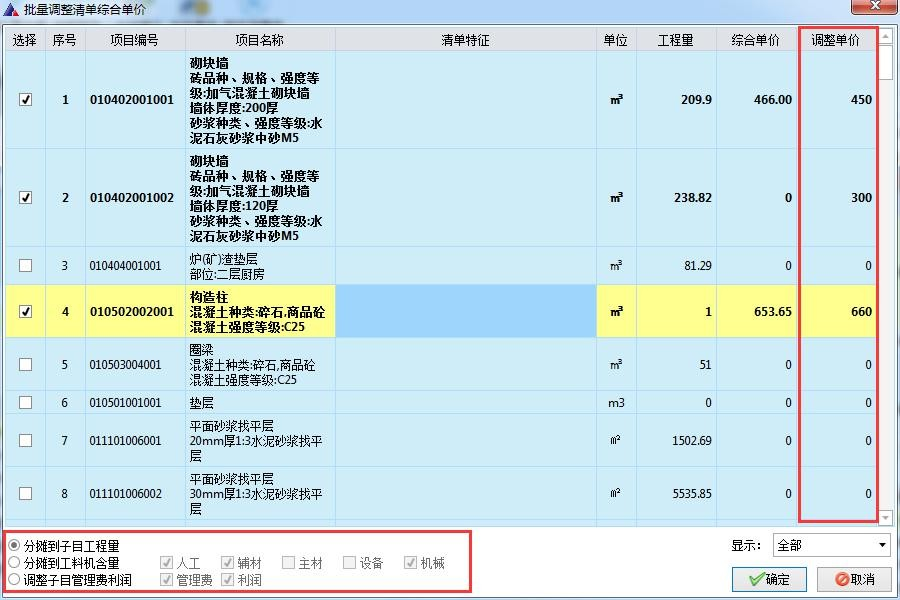 批量调整清单综合单价
选择 序号 项目编号 项目名称 清单特征 单位 工程量 综合单价 调整单价
1 010402001001 砌块墙
砖品种、规格、强度等
级:加气混凝土砌块墙
墙体厚度:200厚
砂浆种类、强度等级:水
泥石灰砂浆中砂M5 m³ 209.9 466.00 450
2 010402001002 砌块墙
砖品种、规格、强度等
级:加气混凝土砌块墙
墙体厚度:120厚
砂浆种类、强度等级:水
泥石灰砂浆中砂M5 m³ 238.82 0 300
3 010404001001 炉(矿)渣垫层
部位:二层厨房 m³ 81.29 0 0
4 010502002001 构造柱
混凝土种类:碎石,商品砼
混凝土强度等级:C25 m³ 1 653.65 660
5 010503004001 圈梁
混凝土种类:碎石,商品砼
混凝土强度等级:C25 m³ 51 0 0
6 010501001001 垫层 m3 0 0 0
7 011101006001 平面砂浆找平层
20mm厚1:3水泥砂浆找平
层 m² 1502.69 0 0
8 011101006002 平面砂浆找平层
30mm厚1:3水泥砂浆找平
层 m² 5535.85 0 0
分摊到子目工程量
分摊到工料机含量 人工 辅材 主材 设备 机械
调整子目管理费利润 管理费 利润
显示： 全部
确定 取消